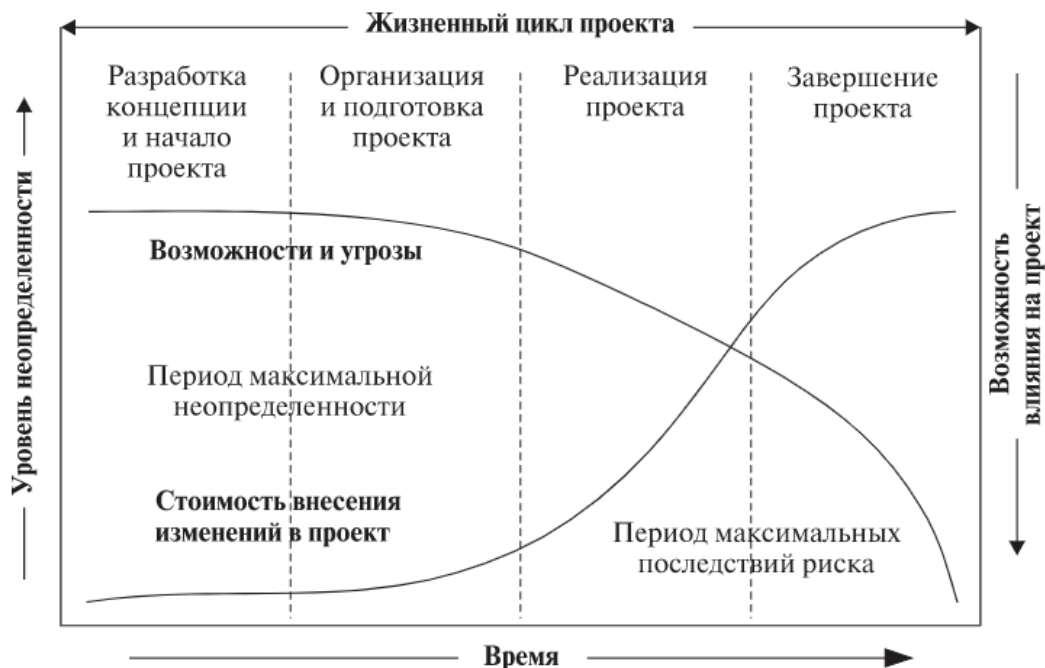 Жизненный цикл проекта
Разработка
концепции
и начало
проекта
Организация
и подготовка
проекта
Реализация
проекта
Завершение
проекта
Уровень неопределенности
Возможности и угрозы
Возможность
влияния на проект
Период максимальной
неопределенности
Стоимость внесения
изменений в проект
Период максимальных
последствий риска
Время